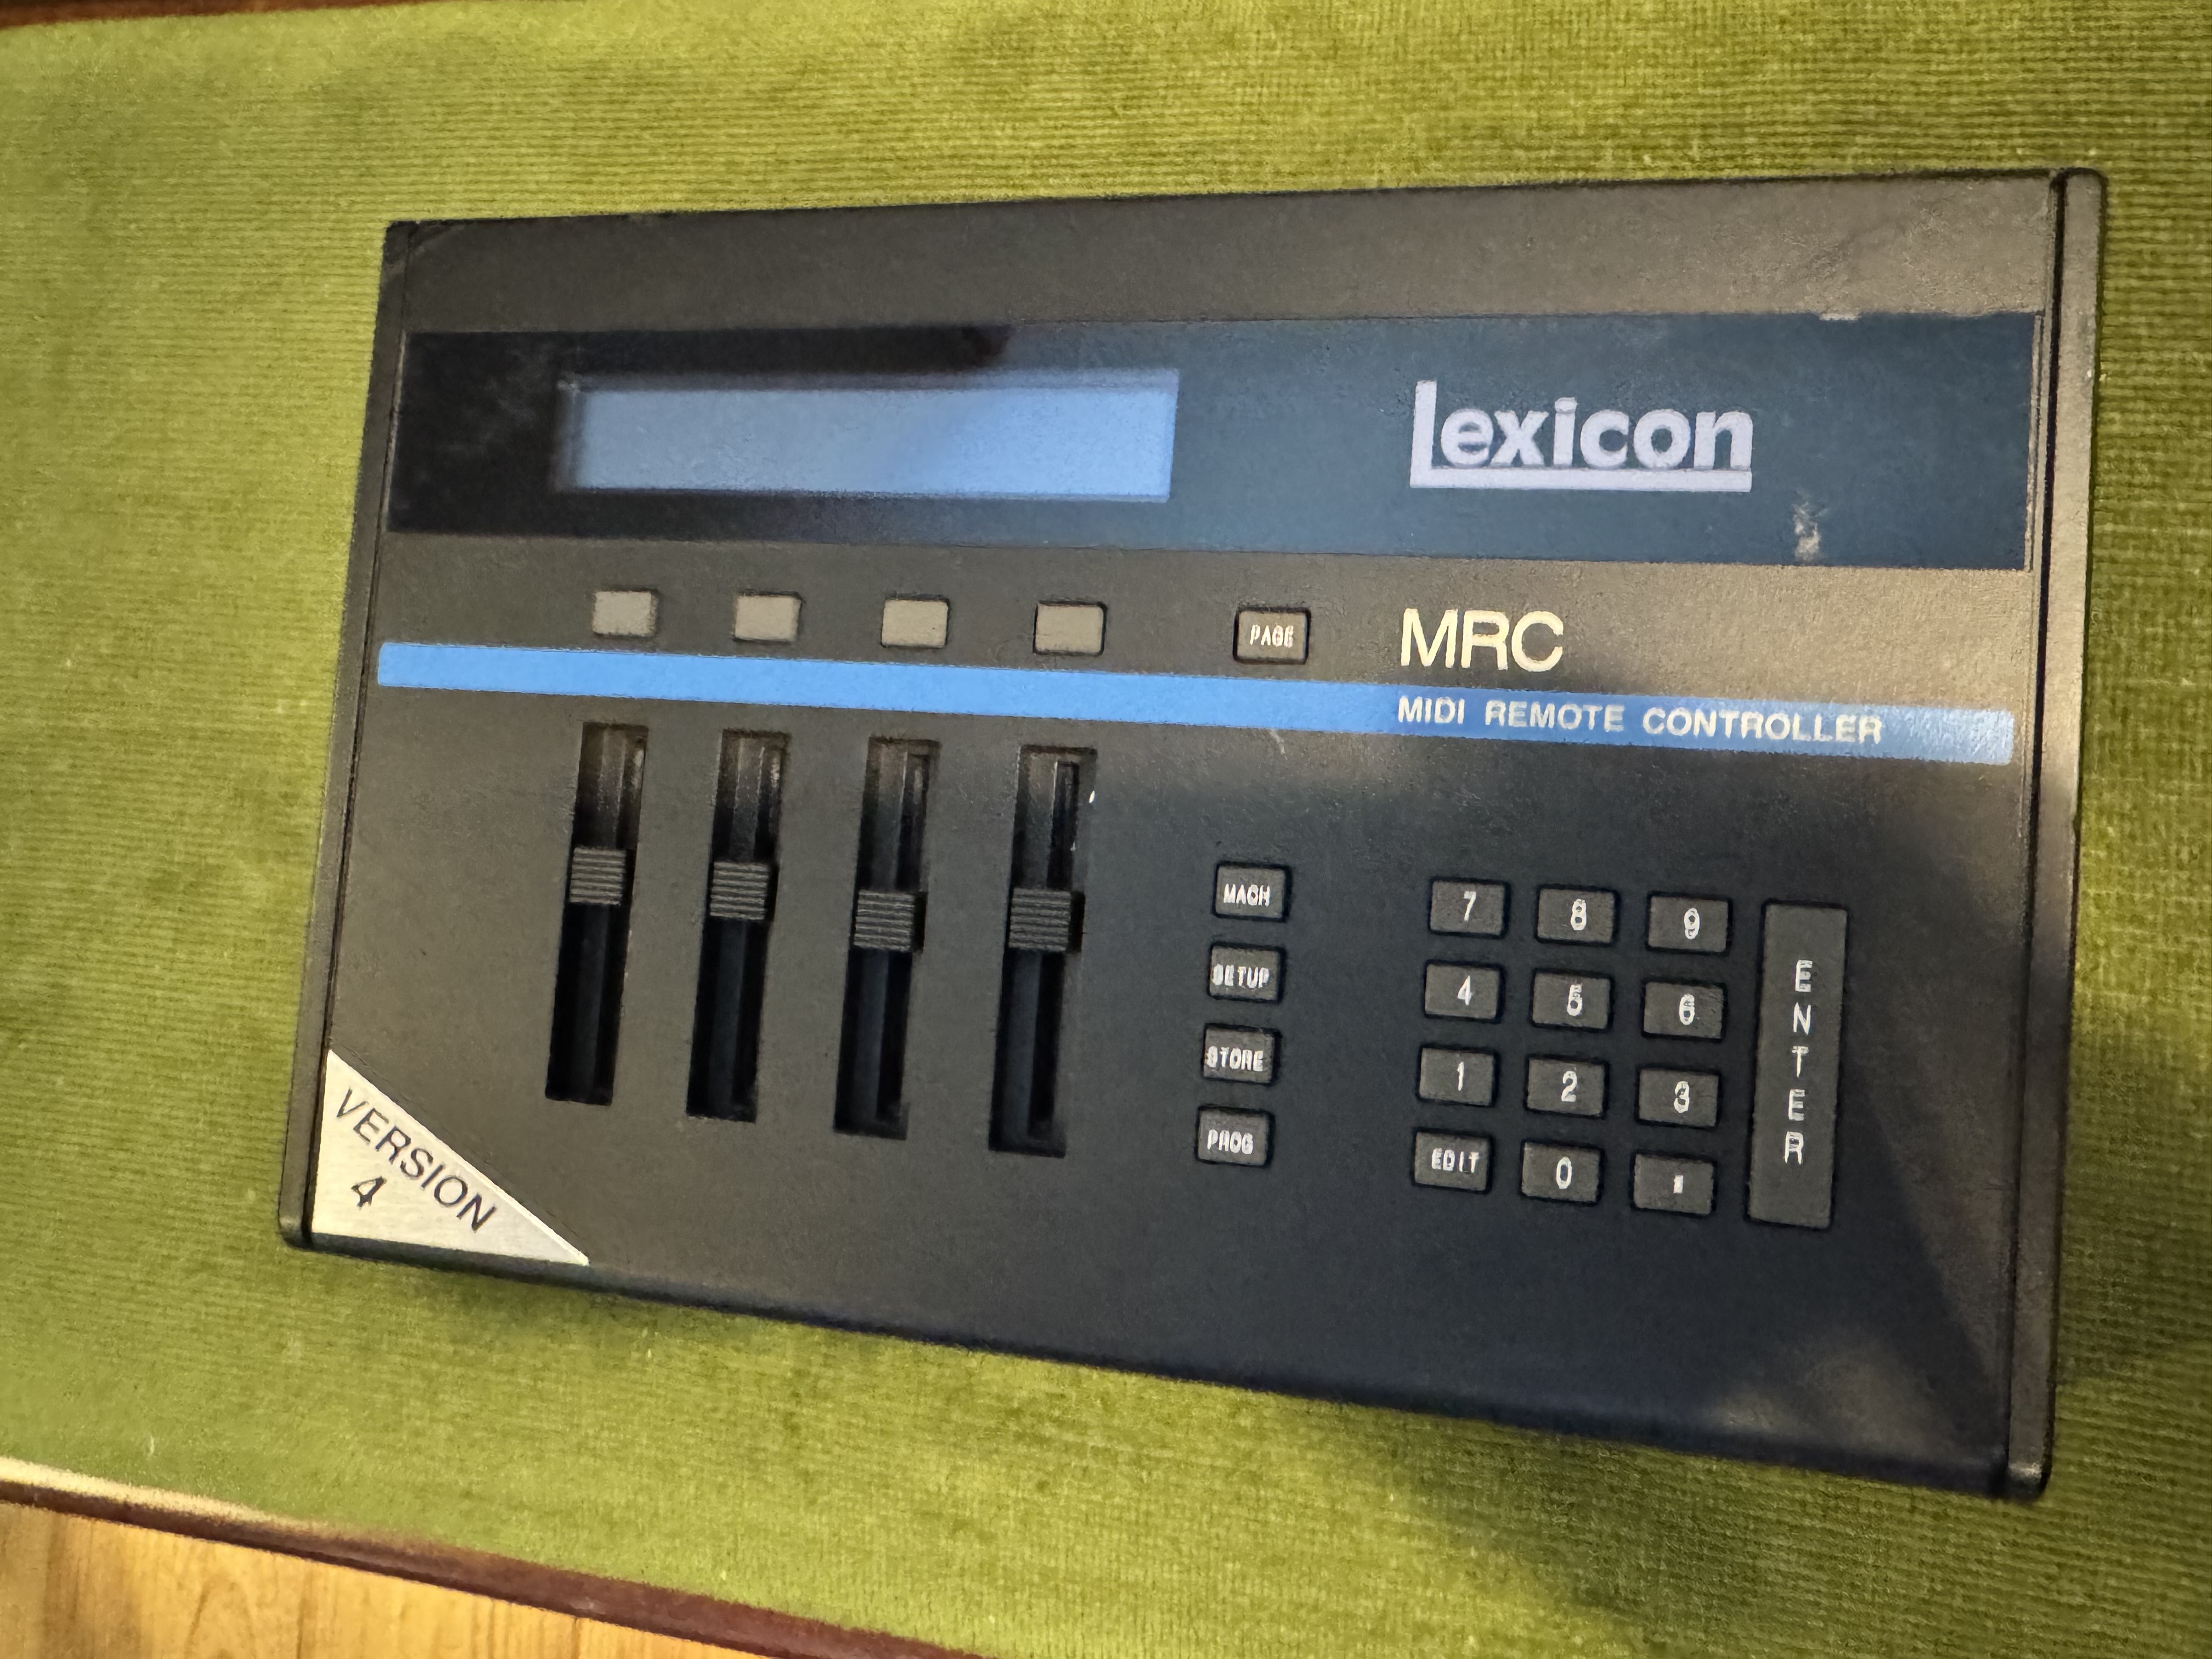 Lexicon
PAGE
MRC
MIDI REMOTE CONTROLLER
MACH
7 8 9
SETUP
4 5 6
STORE
1 2 3
PROG
EDIT 0 .
ENTER
VERSION
4